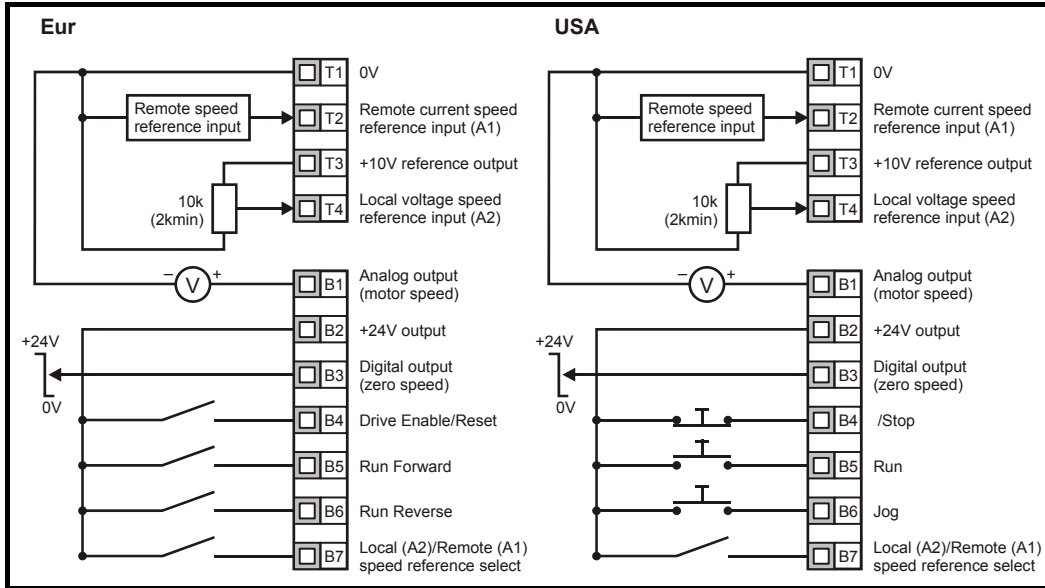 Eur
T1 0V
Remote speed
reference input
T2 Remote current speed
reference input (A1)
T3 +10V reference output
10k
(2kmin)
T4 Local voltage speed
reference input (A2)
– V +
B1 Analog output
(motor speed)
B2 +24V output
+24V
0V
B3 Digital output
(zero speed)
B4 Drive Enable/Reset
B5 Run Forward
B6 Run Reverse
B7 Local (A2)/Remote (A1)
speed reference select
USA
T1 0V
Remote speed
reference input
T2 Remote current speed
reference input (A1)
T3 +10V reference output
10k
(2kmin)
T4 Local voltage speed
reference input (A2)
– V +
B1 Analog output
(motor speed)
B2 +24V output
+24V
0V
B3 Digital output
(zero speed)
B4 /Stop
B5 Run
B6 Jog
B7 Local (A2)/Remote (A1)
speed reference select